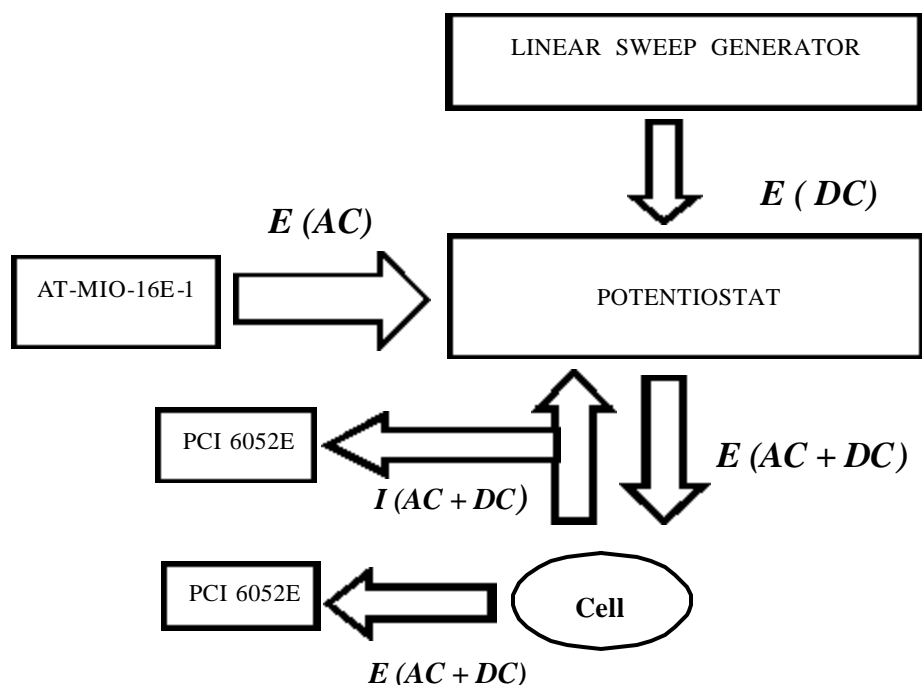 LINEAR SWEEP GENERATOR
E ( DC)
E (AC)
AT-MIO-16E-1
POTENTIOSTAT
PCI 6052E
E (AC + DC)
I (AC + DC)
PCI 6052E
Cell
E (AC + DC)